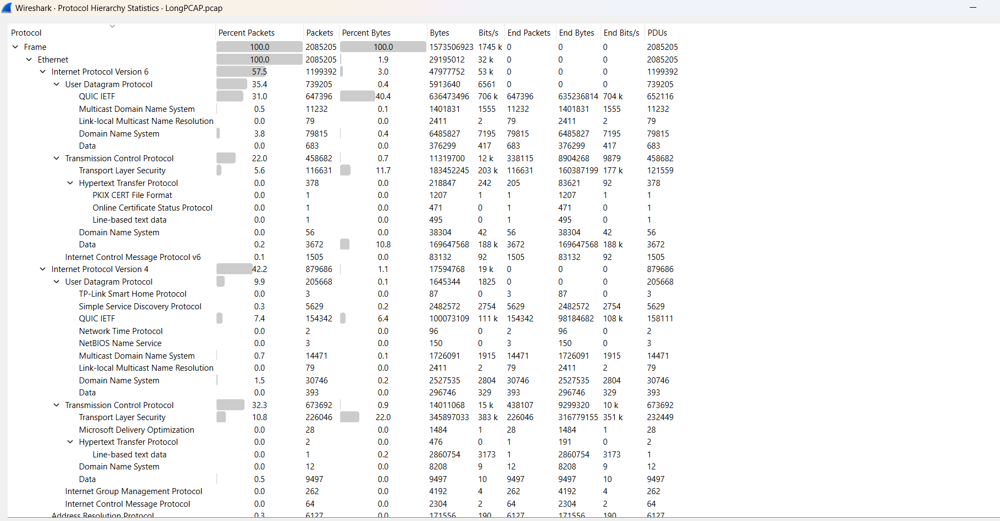 Wireshark · Protocol Hierarchy Statistics · LongPCAP.pcap
Protocol Percent Packets Packets Percent Bytes Bytes Bits/s End Packets End Bytes End Bits/s PDUs
Frame 100.0 2085205 100.0 1573506923 1745 k 0 0 0 2085205
Ethernet 100.0 2085205 1.9 29195012 32 k 0 0 0 2085205
Internet Protocol Version 6 57.5 1199392 3.0 47977752 53 k 0 0 0 1199392
User Datagram Protocol 35.4 739205 0.4 5913640 6561 0 0 0 739205
QUIC IETF 31.0 647396 40.4 636473496 706 k 647396 635236814 704 k 652116
Multicast Domain Name System 0.5 11232 0.1 1401831 1555 11232 1401831 1555 11232
Link-local Multicast Name Resolution 0.0 79 0.0 2411 2 79 2411 2 79
Domain Name System 3.8 79815 0.4 6485827 7195 79815 6485827 7195 79815
Data 0.0 683 0.0 376299 417 683 376299 417 683
Transmission Control Protocol 22.0 458682 0.7 11319700 12 k 338115 8904268 9879 458682
Transport Layer Security 5.6 116631 11.7 183452245 203 k 116631 160387199 177 k 121559
Hypertext Transfer Protocol 0.0 378 0.0 218847 242 205 83621 92 378
PKIX CERT File Format 0.0 1 0.0 1207 1 1 1207 1 1
Online Certificate Status Protocol 0.0 1 0.0 471 0 1 471 0 1
Line-based text data 0.0 1 0.0 495 0 1 495 0 1
Domain Name System 0.0 56 0.0 38304 42 56 38304 42 56
Data 0.2 3672 10.8 169647568 188 k 3672 169647568 188 k 3672
Internet Control Message Protocol v6 0.1 1505 0.0 83132 92 1505 83132 92 1505
Internet Protocol Version 4 42.2 879686 1.1 17594768 19 k 0 0 0 879686
User Datagram Protocol 9.9 205668 0.1 1645344 1825 0 0 0 205668
TP-Link Smart Home Protocol 0.0 3 0.0 87 0 3 87 0 3
Simple Service Discovery Protocol 0.3 5629 0.2 2482572 2754 5629 2482572 2754 5629
QUIC IETF 7.4 154342 6.4 100073109 111 k 154342 98184682 108 k 158111
Network Time Protocol 0.0 2 0.0 96 0 2 96 0 2
NetBIOS Name Service 0.0 3 0.0 150 0 3 150 0 3
Multicast Domain Name System 0.7 14471 0.1 1726091 1915 14471 1726091 1915 14471
Link-local Multicast Name Resolution 0.0 79 0.0 2411 2 79 2411 2 79
Domain Name System 1.5 30746 0.2 2527535 2804 30746 2527535 2804 30746
Data 0.0 393 0.0 296746 329 393 296746 329 393
Transmission Control Protocol 32.3 673692 0.9 14011068 15 k 438107 9299320 10 k 673692
Transport Layer Security 10.8 226046 22.0 345897033 383 k 226046 316779155 351 k 232449
Microsoft Delivery Optimization 0.0 28 0.0 1484 1 28 1484 1 28
Hypertext Transfer Protocol 0.0 2 0.0 476 0 1 191 0 2
Line-based text data 0.0 1 0.2 2860754 3173 1 2860754 3173 1
Domain Name System 0.0 12 0.0 8208 9 12 8208 9 12
Data 0.5 9497 0.0 9497 10 9497 9497 10 9497
Internet Group Management Protocol 0.0 262 0.0 4192 4 262 4192 4 262
Internet Control Message Protocol 0.0 64 0.0 2304 2 64 2304 2 64
Address Resolution Protocol 0.3 6127 0.0 171556 190 6127 171556 190 6127